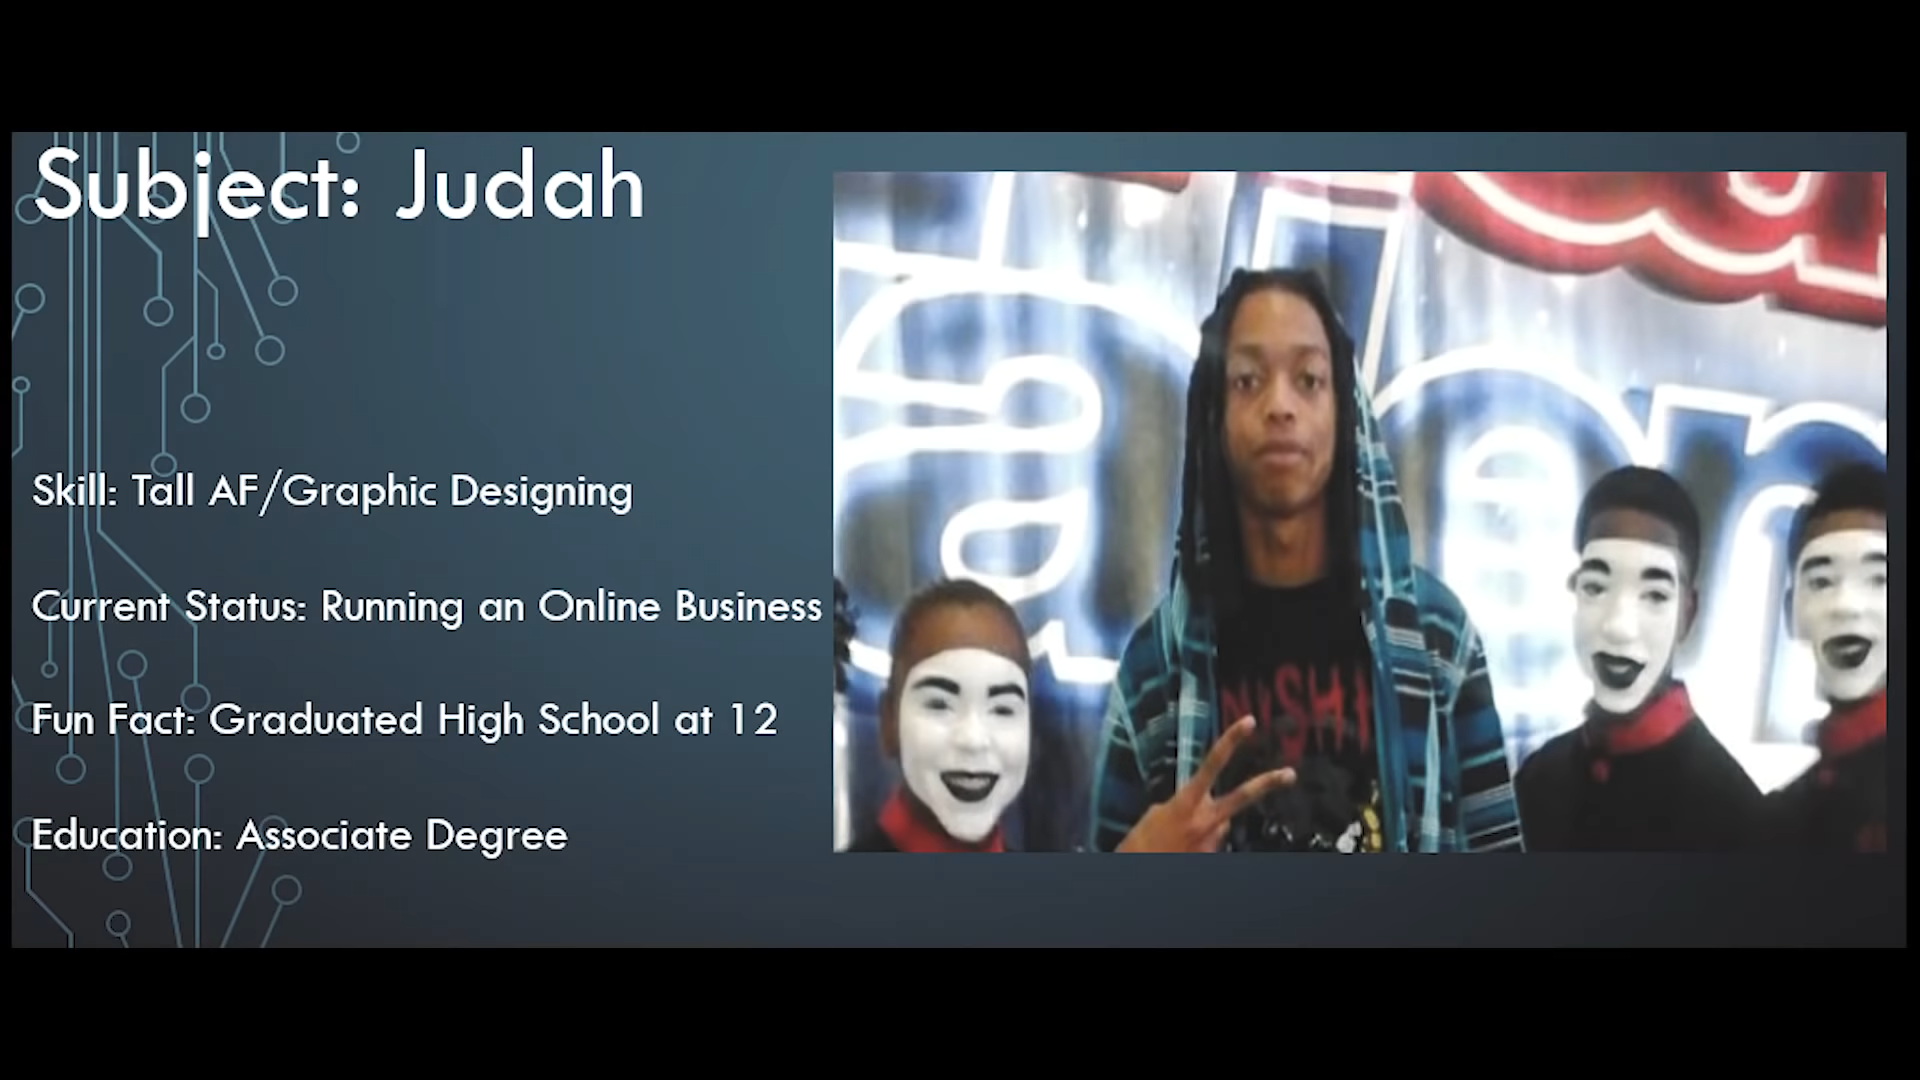 Subject: Judah
Skill: Tall AF/Graphic Designing
Current Status: Running an Online Business
Fun Fact: Graduated High School at 12
Education: Associate Degree